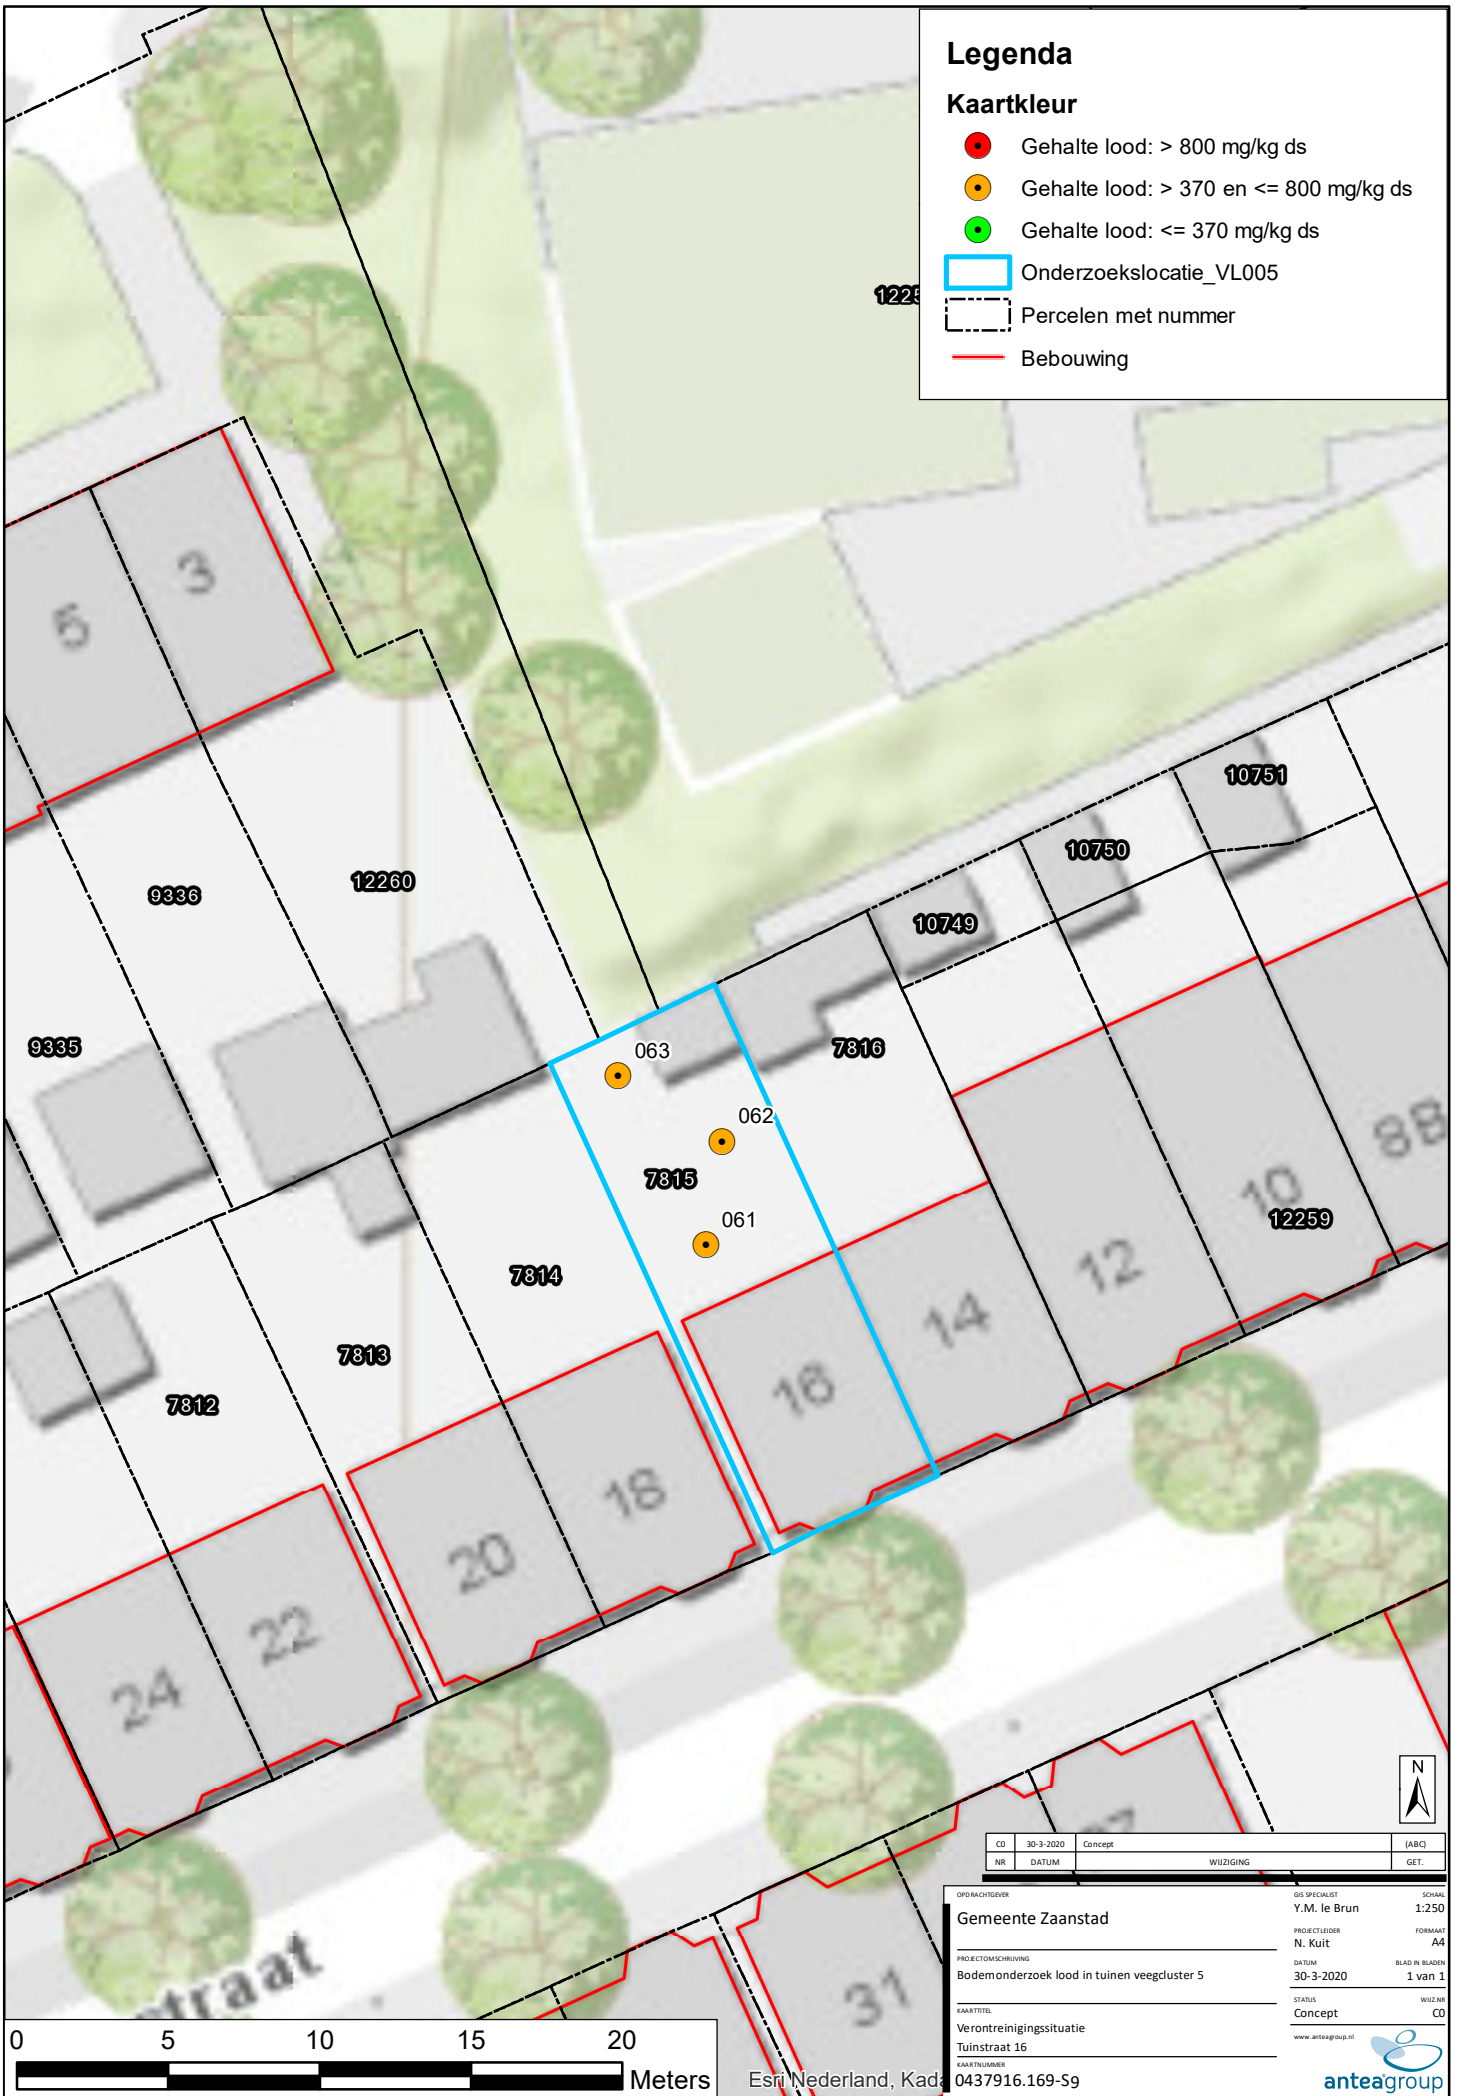 Legenda
Kaartkleur
Gehalte lood: > 800 mg/kg ds
Gehalte lood: > 370 en <= 800 mg/kg ds
Gehalte lood: <= 370 mg/kg ds
Onderzoekslocatie_VL005
Percelen met nummer
Bebouwing
3
5
10751
10750
9336
12260
10749
9335
063
7816
062
8B
7815
10
061
12259
7814
12
14
7813
16
7812
18
20
22
24
N
C0 30-3-2020 Concept (ABC)
NR DATUM WIJZIGING GET.
OPDRACHTGEVER
Gemeente Zaanstad
PROJECTOMSCHRIJVING
Bodemonderzoek lood in tuinen veegcluster 5
KAARTTITEL
Verontreinigingssituatie
Tuinstraat 16
KAARTNUMMER
0437916.169-S9
GIS SPECIALIST SCHAAL
Y.M. le Brun 1:250
PROJECTLEIDER FORMAAT
N. Kuit A4
DATUM BLAD IN BLADEN
30-3-2020 1 van 1
STATUS WIJZ.NR
Concept C0
www.anteagroup.nl
anteagroup
31
straat
0 5 10 15 20
Meters
Esri Nederland, Kada